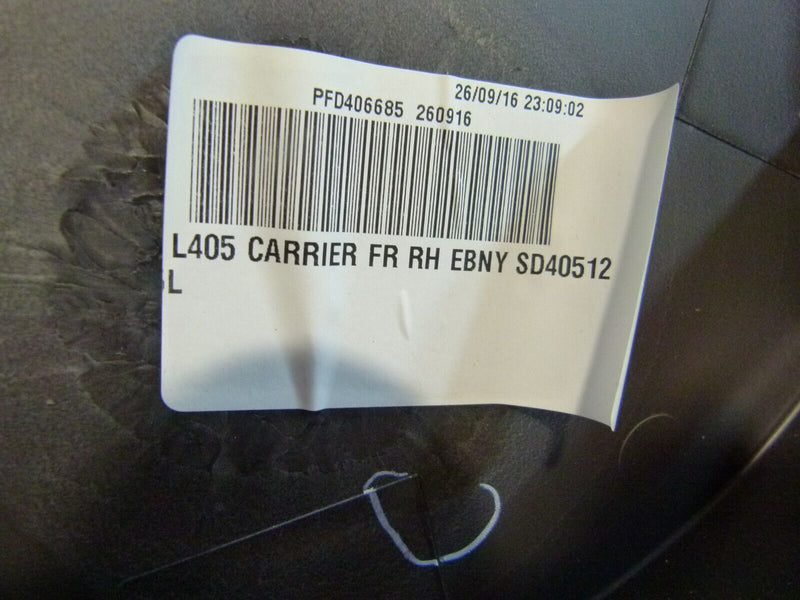 26/09/16 23:09:02
PFD406685 260916
L405 CARRIER FR RH EBNY SD40512
L